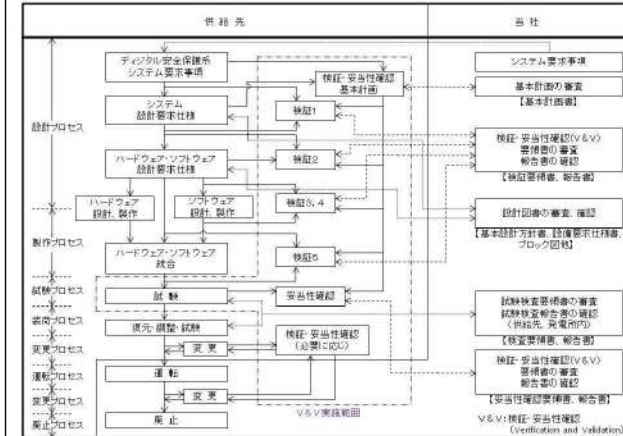 供給先
当社
設計プロセス
製作プロセス
試験プロセス
装荷プロセス
変更プロセス
運転プロセス
変更プロセス
廃止プロセス
ディジタル安全保護系
システム要求事項
システム
設計要求仕様
ハードウェア・ソフトウェア
設計要求仕様
ハードウェア
設計、製作
ソフトウェア
設計、製作
ハードウェア・ソフトウェア
統合
試験
復元・調整・試験
変更
運転
変更
廃止
検証・妥当性確認
基本計画
検証1
検証2
検証3, 4
検証5
妥当性確認
検証・妥当性確認
(必要に応じ)
V&V実施範囲
システム要求事項
基本計画の審査
【基本計画書】
検証・妥当性確認(V&V)
要領書の審査
報告書の確認
【検証要領書、報告書】
設計図書の審査、確認
【基本設計方針書、設備要求仕様書、
ブロック図他】
試験検査要領書の審査
試験検査報告書の確認
(供給先、発電所内)
【検査要領書、報告書】
検証・妥当性確認(V&V)
要領書の審査
報告書の確認
【妥当性確認要領書、報告書】
V&V:検証・妥当性確認
(Verification and Validation)